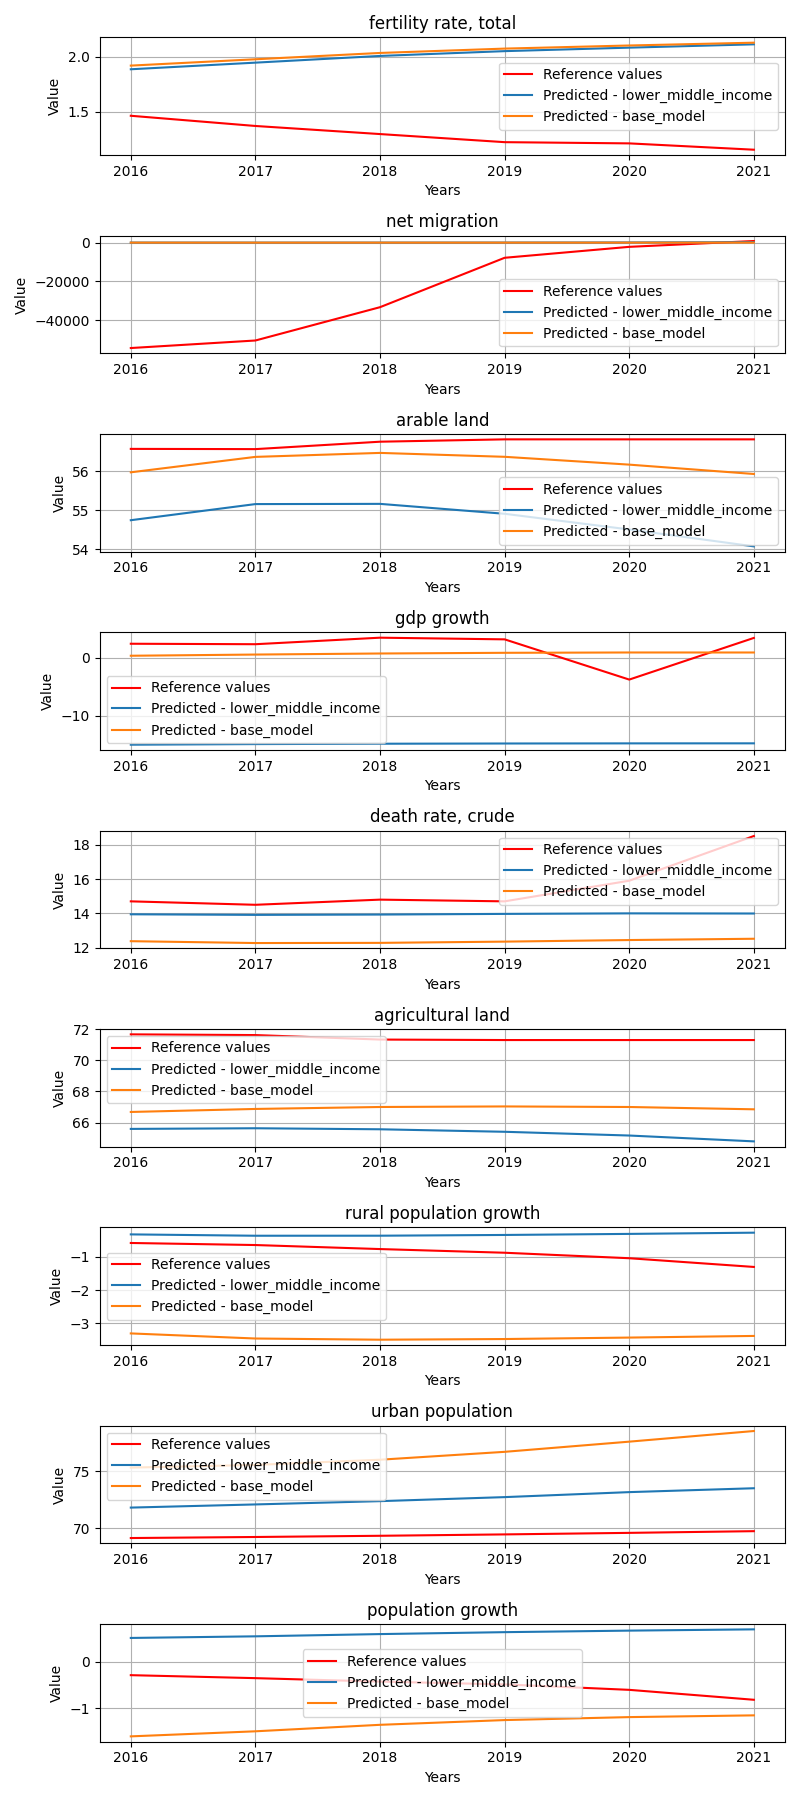 fertility rate, total
2.0
1.5
Value
Reference values
Predicted - lower_middle_income
Predicted - base_model
2016 2017 2018 2019 2020 2021
Years
net migration
0
−20000
−40000
Value
Reference values
Predicted - lower_middle_income
Predicted - base_model
2016 2017 2018 2019 2020 2021
Years
arable land
56
55
54
Value
Reference values
Predicted - lower_middle_income
Predicted - base_model
2016 2017 2018 2019 2020 2021
Years
gdp growth
0
−10
Value
Reference values
Predicted - lower_middle_income
Predicted - base_model
2016 2017 2018 2019 2020 2021
Years
death rate, crude
18
16
14
12
Value
Reference values
Predicted - lower_middle_income
Predicted - base_model
2016 2017 2018 2019 2020 2021
Years
agricultural land
72
70
68
66
Value
Reference values
Predicted - lower_middle_income
Predicted - base_model
2016 2017 2018 2019 2020 2021
Years
rural population growth
−1
−2
−3
Value
Reference values
Predicted - lower_middle_income
Predicted - base_model
2016 2017 2018 2019 2020 2021
Years
urban population
75
70
Value
Reference values
Predicted - lower_middle_income
Predicted - base_model
2016 2017 2018 2019 2020 2021
Years
population growth
0
−1
Value
Reference values
Predicted - lower_middle_income
Predicted - base_model
2016 2017 2018 2019 2020 2021
Years